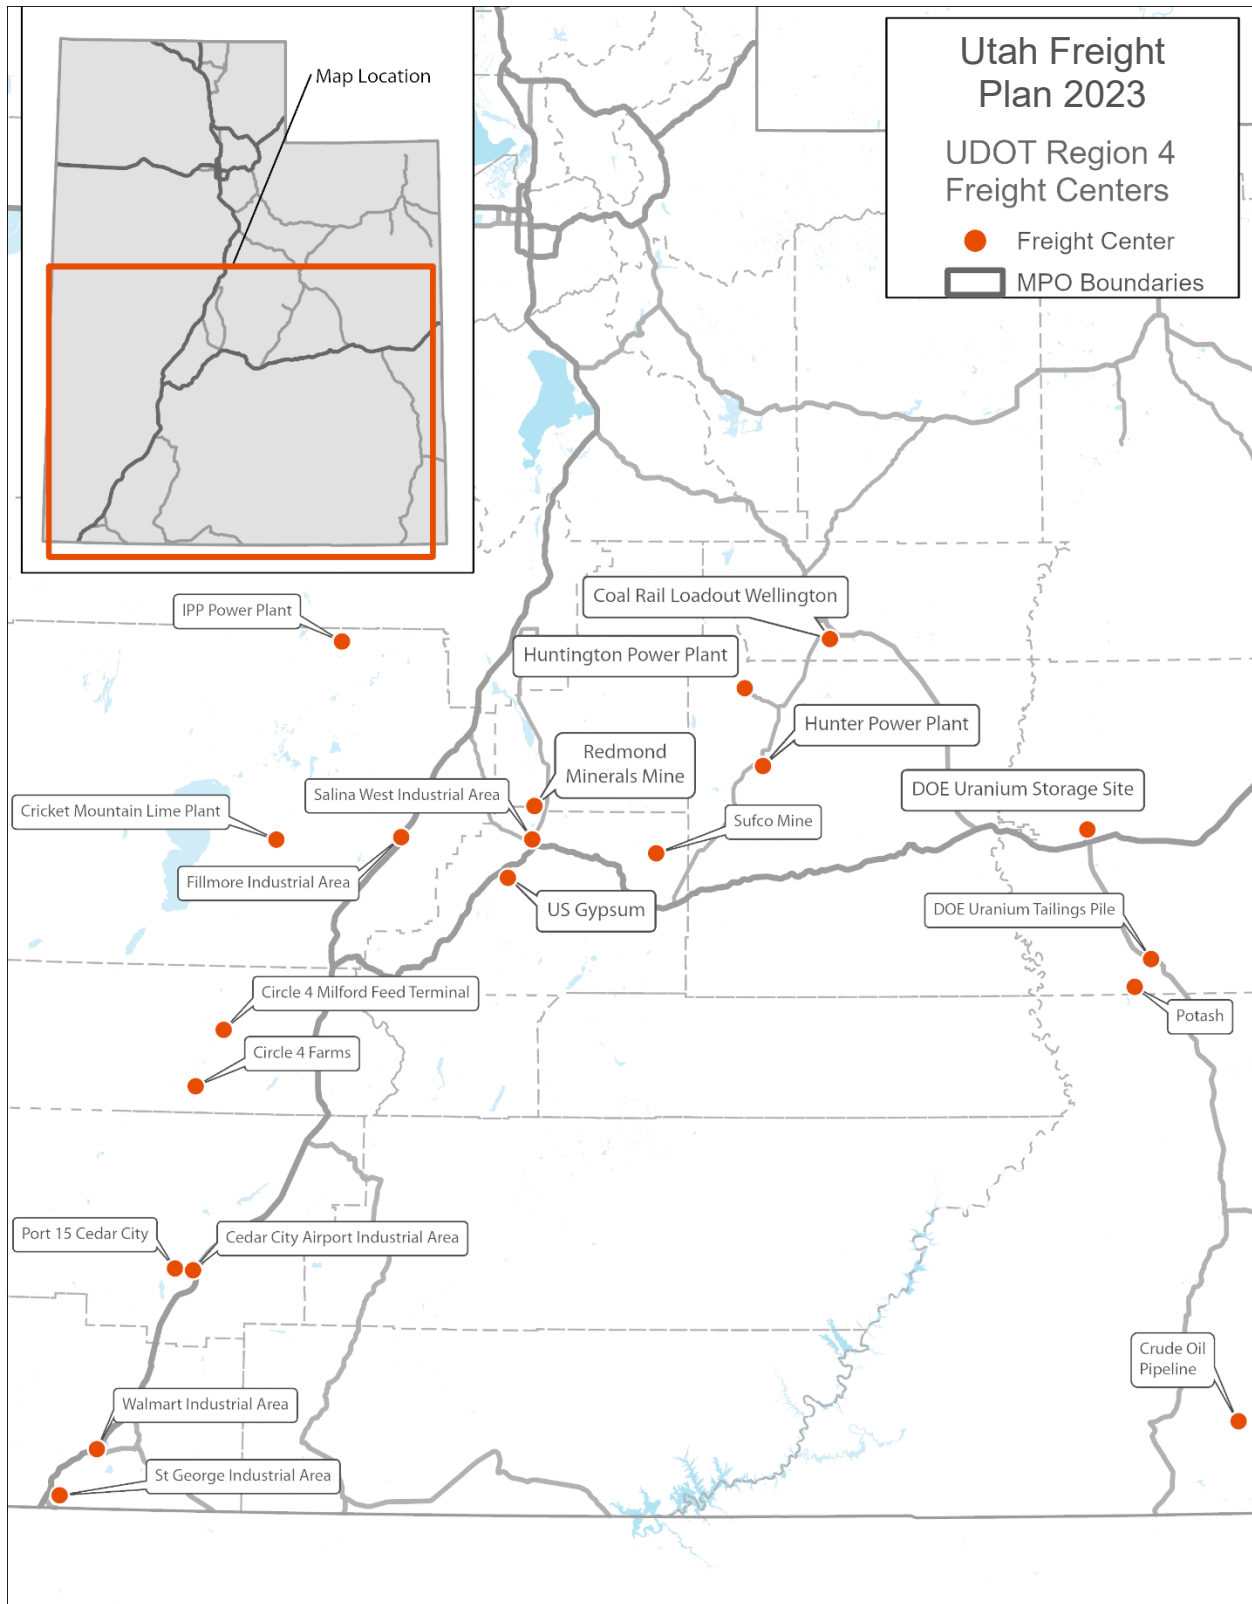 Map Location
Utah Freight
Plan 2023
UDOT Region 4
Freight Centers
Freight Center
MPO Boundaries
IPP Power Plant
Coal Rail Loadout Wellington
Huntington Power Plant
Hunter Power Plant
Redmond
Minerals Mine
Salina West Industrial Area
DOE Uranium Storage Site
Cricket Mountain Lime Plant
Sufco Mine
Fillmore Industrial Area
US Gypsum
DOE Uranium Tailings Pile
Circle 4 Milford Feed Terminal
Potash
Circle 4 Farms
Port 15 Cedar City
Cedar City Airport Industrial Area
Crude Oil
Pipeline
Walmart Industrial Area
St George Industrial Area